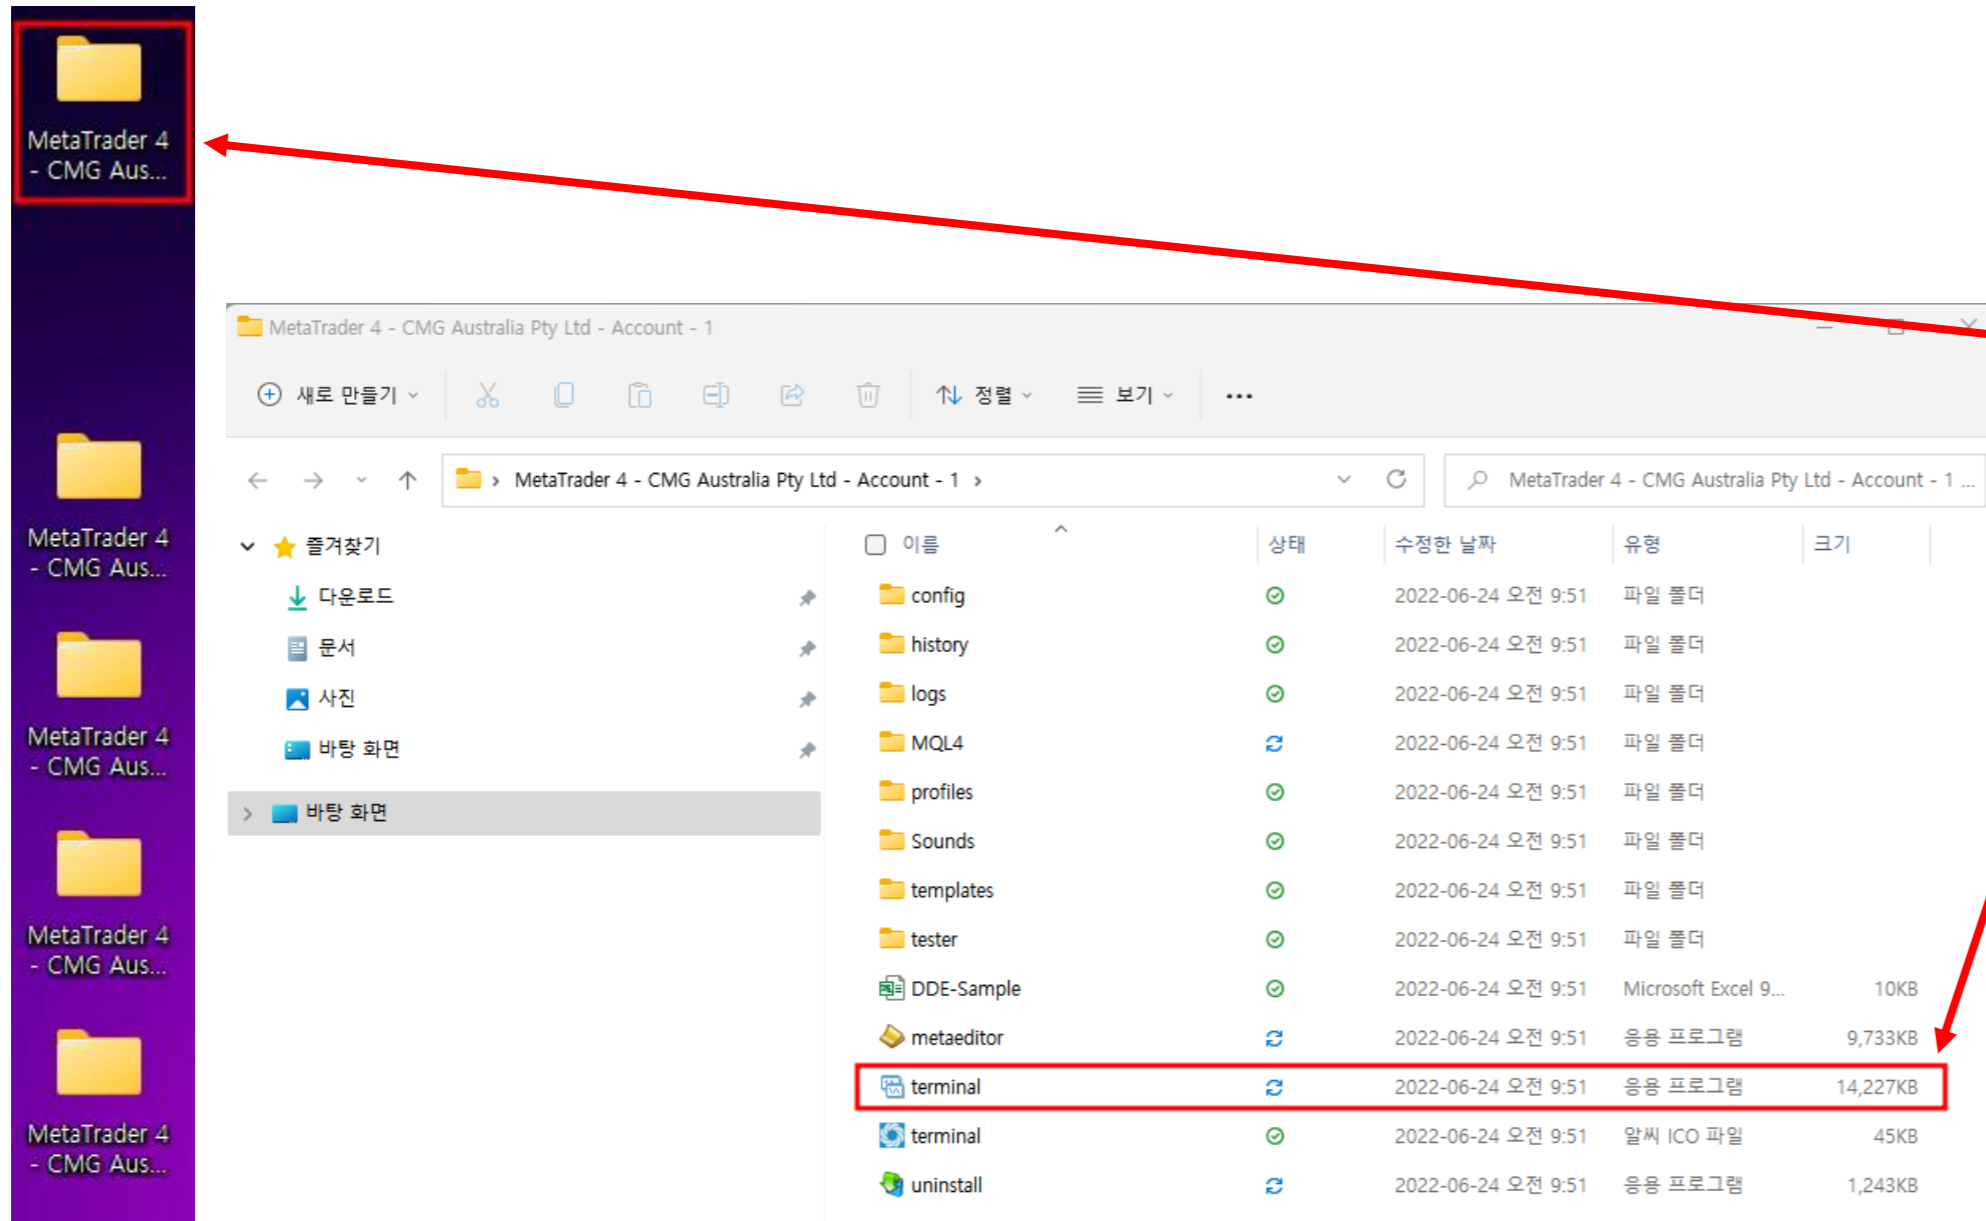 MetaTrader 4
- CMG Aus...
MetaTrader 4
- CMG Aus...
MetaTrader 4
- CMG Aus...
MetaTrader 4
- CMG Aus...
MetaTrader 4
- CMG Aus...
MetaTrader 4 - CMG Australia Pty Ltd - Account - 1
새로 만들기 정렬 보기 ...
MetaTrader 4 - CMG Australia Pty Ltd - Account - 1 MetaTrader 4 - CMG Australia Pty Ltd - Account - 1 ...
즐겨찾기
다운로드
문서
사진
바탕 화면
바탕 화면
이름 상태 수정한 날짜 유형 크기
config 2022-06-24 오전 9:51 파일 폴더
history 2022-06-24 오전 9:51 파일 폴더
logs 2022-06-24 오전 9:51 파일 폴더
MQL4 2022-06-24 오전 9:51 파일 폴더
profiles 2022-06-24 오전 9:51 파일 폴더
Sounds 2022-06-24 오전 9:51 파일 폴더
templates 2022-06-24 오전 9:51 파일 폴더
tester 2022-06-24 오전 9:51 파일 폴더
DDE-Sample 2022-06-24 오전 9:51 Microsoft Excel 9... 10KB
metaeditor 2022-06-24 오전 9:51 응용 프로그램 9,733KB
terminal 2022-06-24 오전 9:51 응용 프로그램 14,227KB
terminal 2022-06-24 오전 9:51 알씨 ICO 파일 45KB
uninstall 2022-06-24 오전 9:51 응용 프로그램 1,243KB